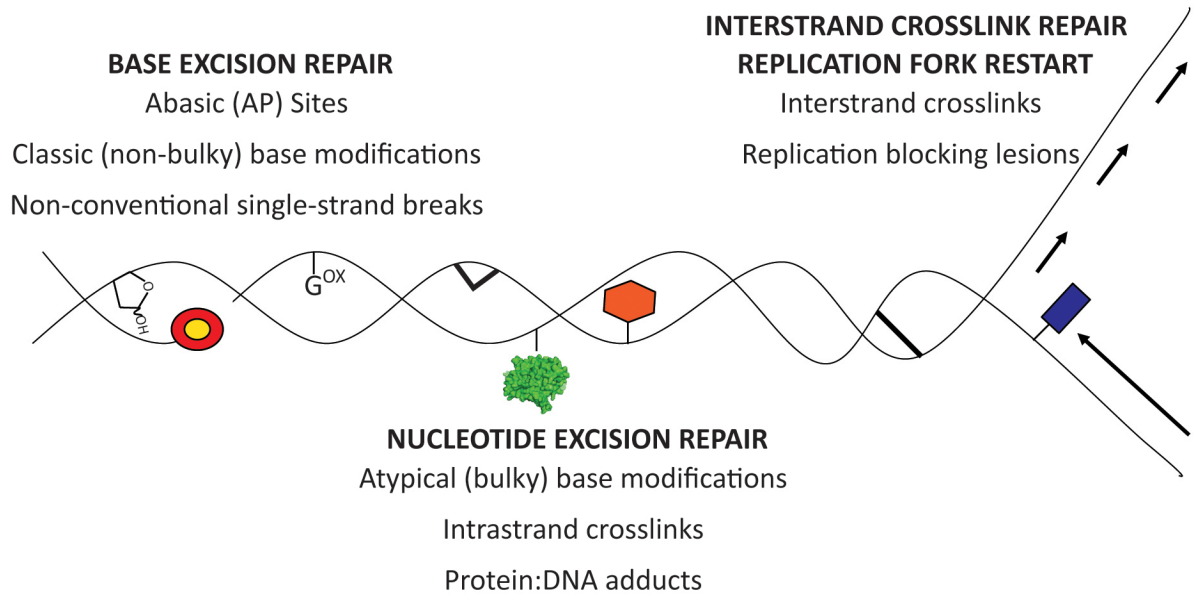 BASE EXCISION REPAIR
Abasic (AP) Sites
Classic (non-bulky) base modifications
Non-conventional single-strand breaks
INTERSTRAND CROSSLINK REPAIR
REPLICATION FORK RESTART
Interstrand crosslinks
Replication blocking lesions
O
OH
GOX
NUCLEOTIDE EXCISION REPAIR
Atypical (bulky) base modifications
Intrastrand crosslinks
Protein:DNA adducts